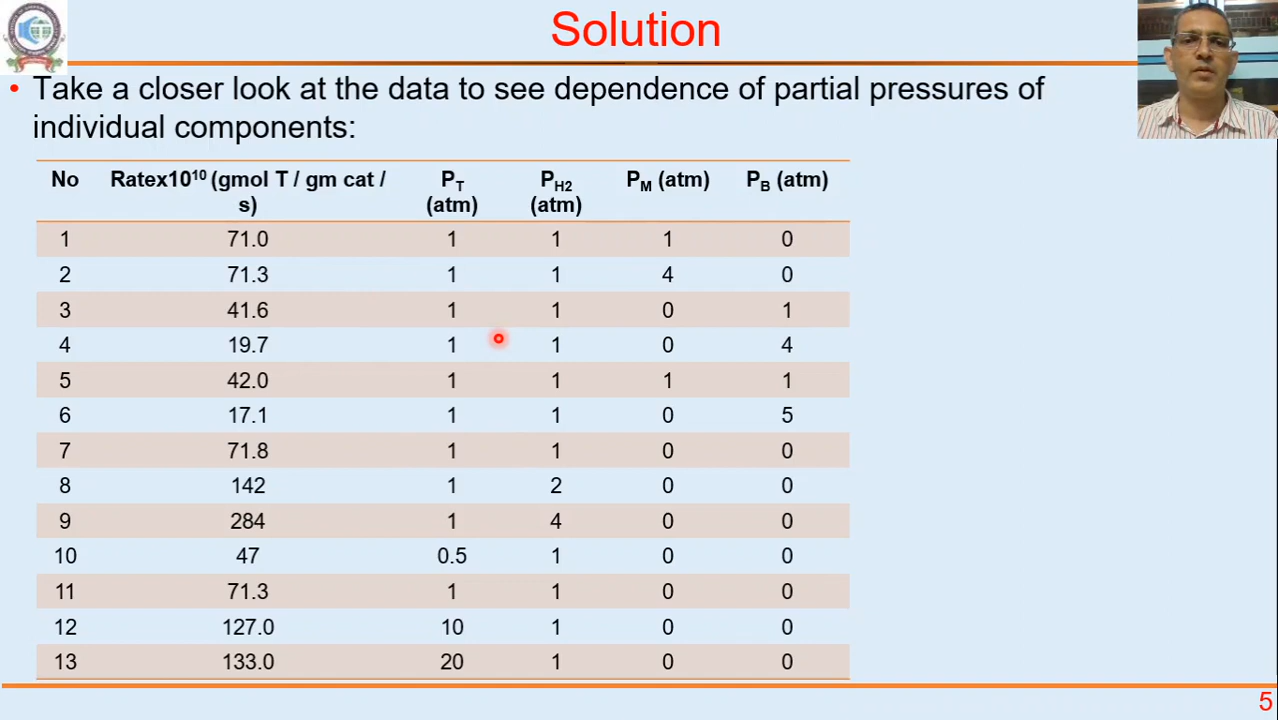 Solution
• Take a closer look at the data to see dependence of partial pressures of
individual components:
No Ratex10¹⁰ (gmol T / gm cat / s) P_T (atm) P_H2 (atm) P_M (atm) P_B (atm)
1 71.0 1 1 1 0
2 71.3 1 1 4 0
3 41.6 1 1 0 1
4 19.7 1 1 0 4
5 42.0 1 1 1 1
6 17.1 1 1 0 5
7 71.8 1 1 0 0
8 142 1 2 0 0
9 284 1 4 0 0
10 47 0.5 1 0 0
11 71.3 1 1 0 0
12 127.0 10 1 0 0
13 133.0 20 1 0 0
5